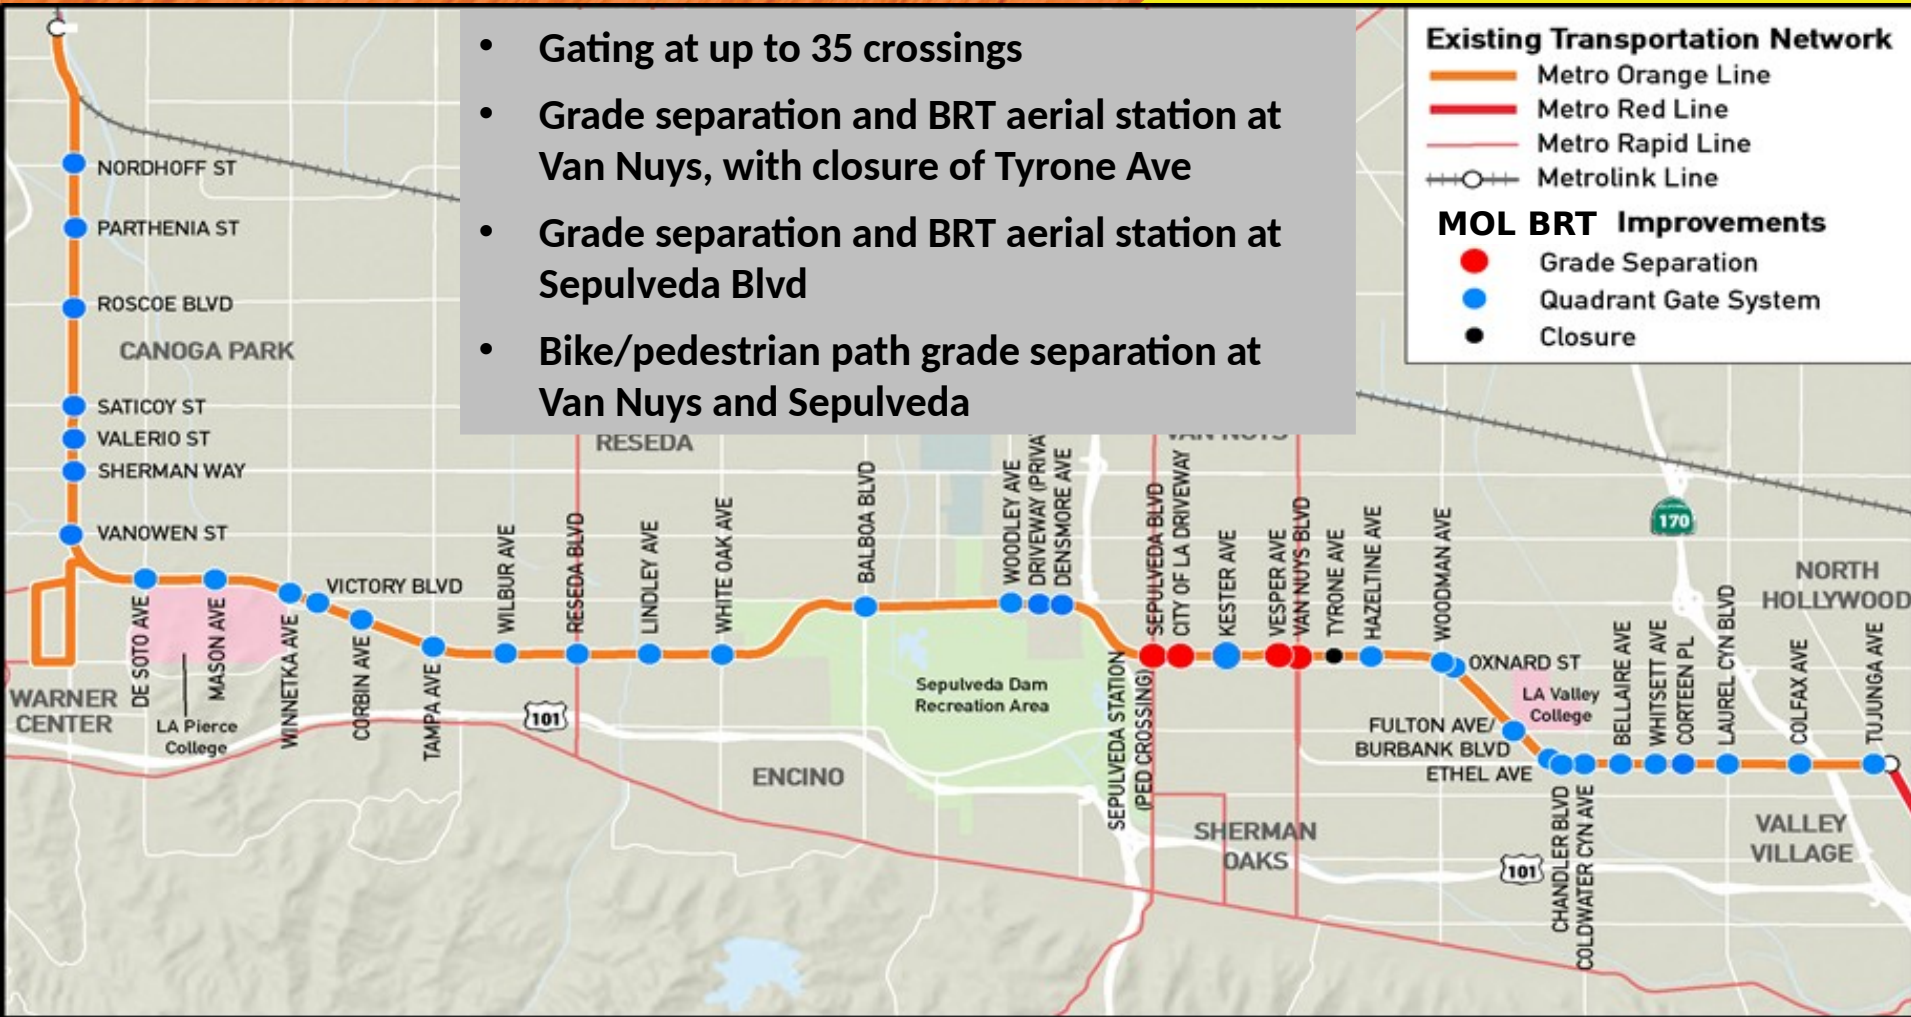 • Gating at up to 35 crossings
• Grade separation and BRT aerial station at
Van Nuys, with closure of Tyrone Ave
• Grade separation and BRT aerial station at
Sepulveda Blvd
• Bike/pedestrian path grade separation at
Van Nuys and Sepulveda
Existing Transportation Network
Metro Orange Line
Metro Red Line
Metro Rapid Line
Metrolink Line
MOL BRT Improvements
Grade Separation
Quadrant Gate System
Closure
NORDHOFF ST
PARTHENIA ST
ROSCOE BLVD
CANOGA PARK
SATICOY ST
VALERIO ST
SHERMAN WAY
VANOWEN ST
WARNER
CENTER
DE SOTO AVE
LA Pierce
College
MASON AVE
WINNETKA AVE
VICTORY BLVD
CORBIN AVE
TAMPA AVE
WILBUR AVE
RESEDA
RESEDA BLVD
LINDLEY AVE
WHITE OAK AVE
101
ENCINO
BALBOA BLVD
Sepulveda Dam
Recreation Area
WOODLEY AVE
DRIVEWAY (PRIVA
DENSMORE AVE
SEPULVEDA STATION
(PED CROSSING)
SEPULVEDA BLVD
CITY OF LA DRIVEWAY
VAN NUYS
KESTER AVE
VESPER AVE
VAN NUYS BLVD
TYRONE AVE
HAZELTINE AVE
WOODMAN AVE
SHERMAN
OAKS
OXNARD ST
LA Valley
College
FULTON AVE/
BURBANK BLVD
ETHEL AVE
CHANDLER BLVD
COLDWATER CYN AVE
101
BELLAIRE AVE
WHITSETT AVE
CORTEEN PL
LAUREL CYN BLVD
COLFAX AVE
TUJUNGA AVE
170
NORTH
HOLLYWOOD
VALLEY
VILLAGE